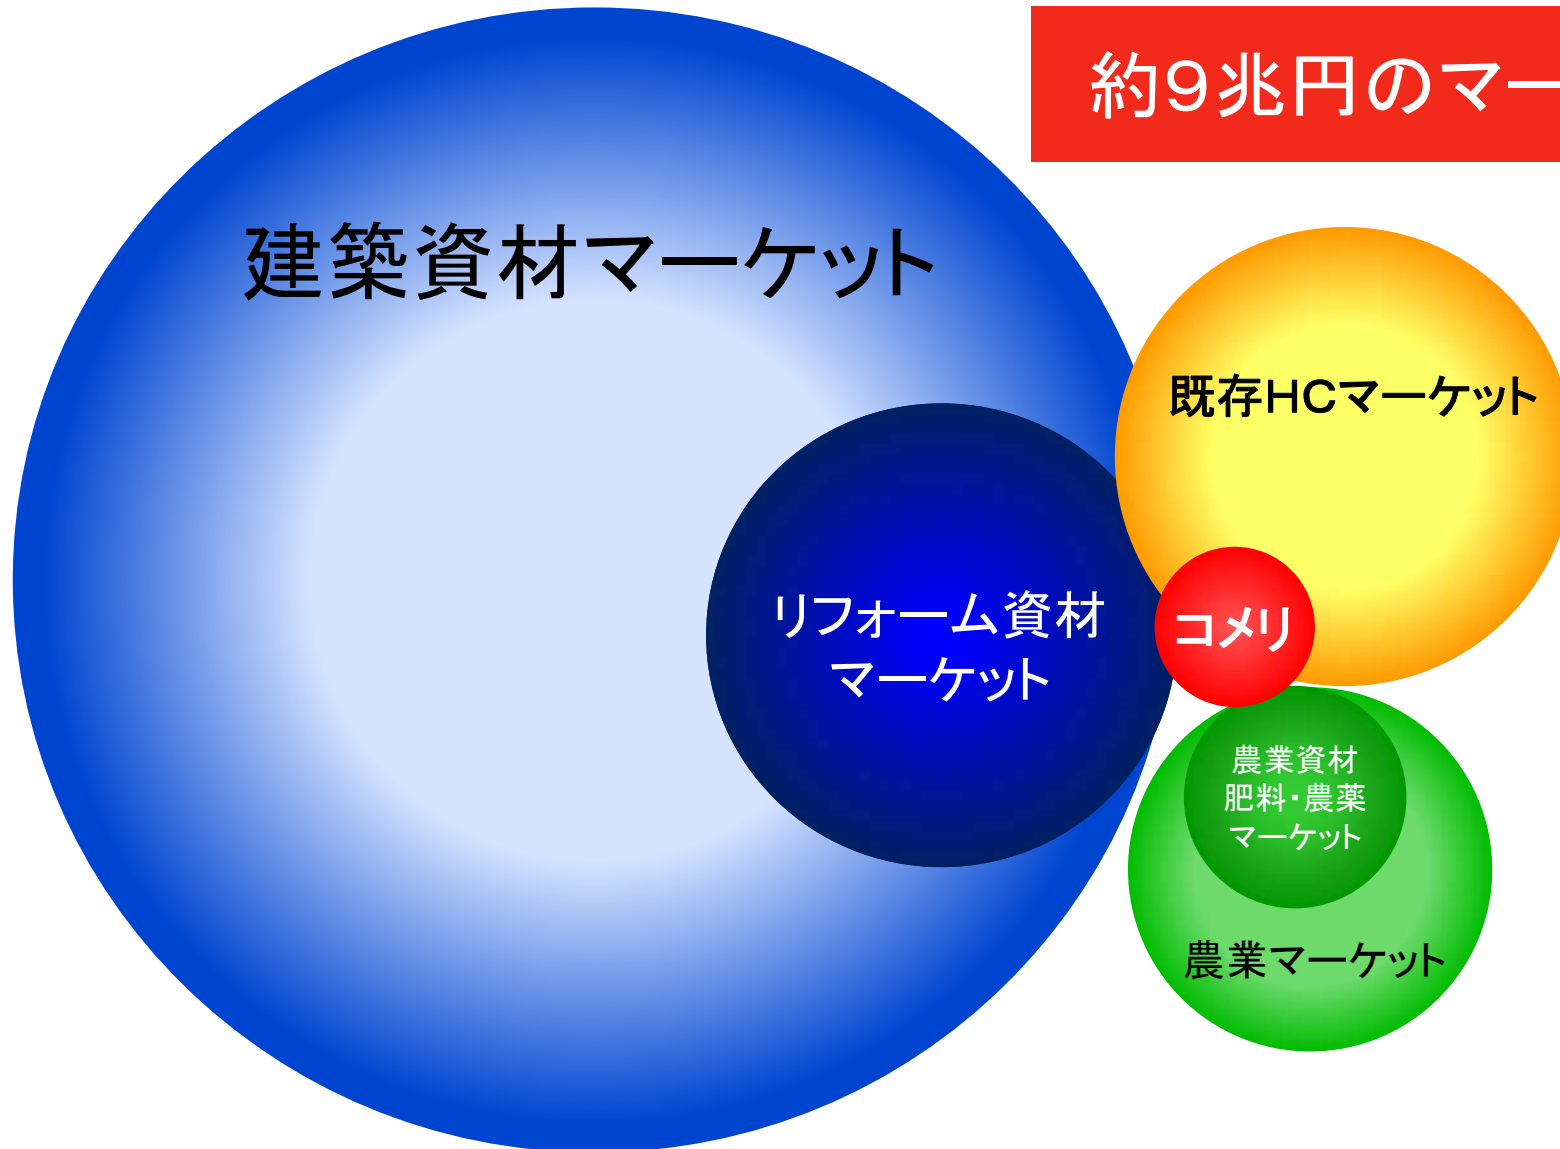 約９兆円のマー
建築資材マーケット
既存ＨＣマーケット
リフォーム資材
マーケット
コメリ
農業資材
肥料・農薬
マーケット
農業マーケット